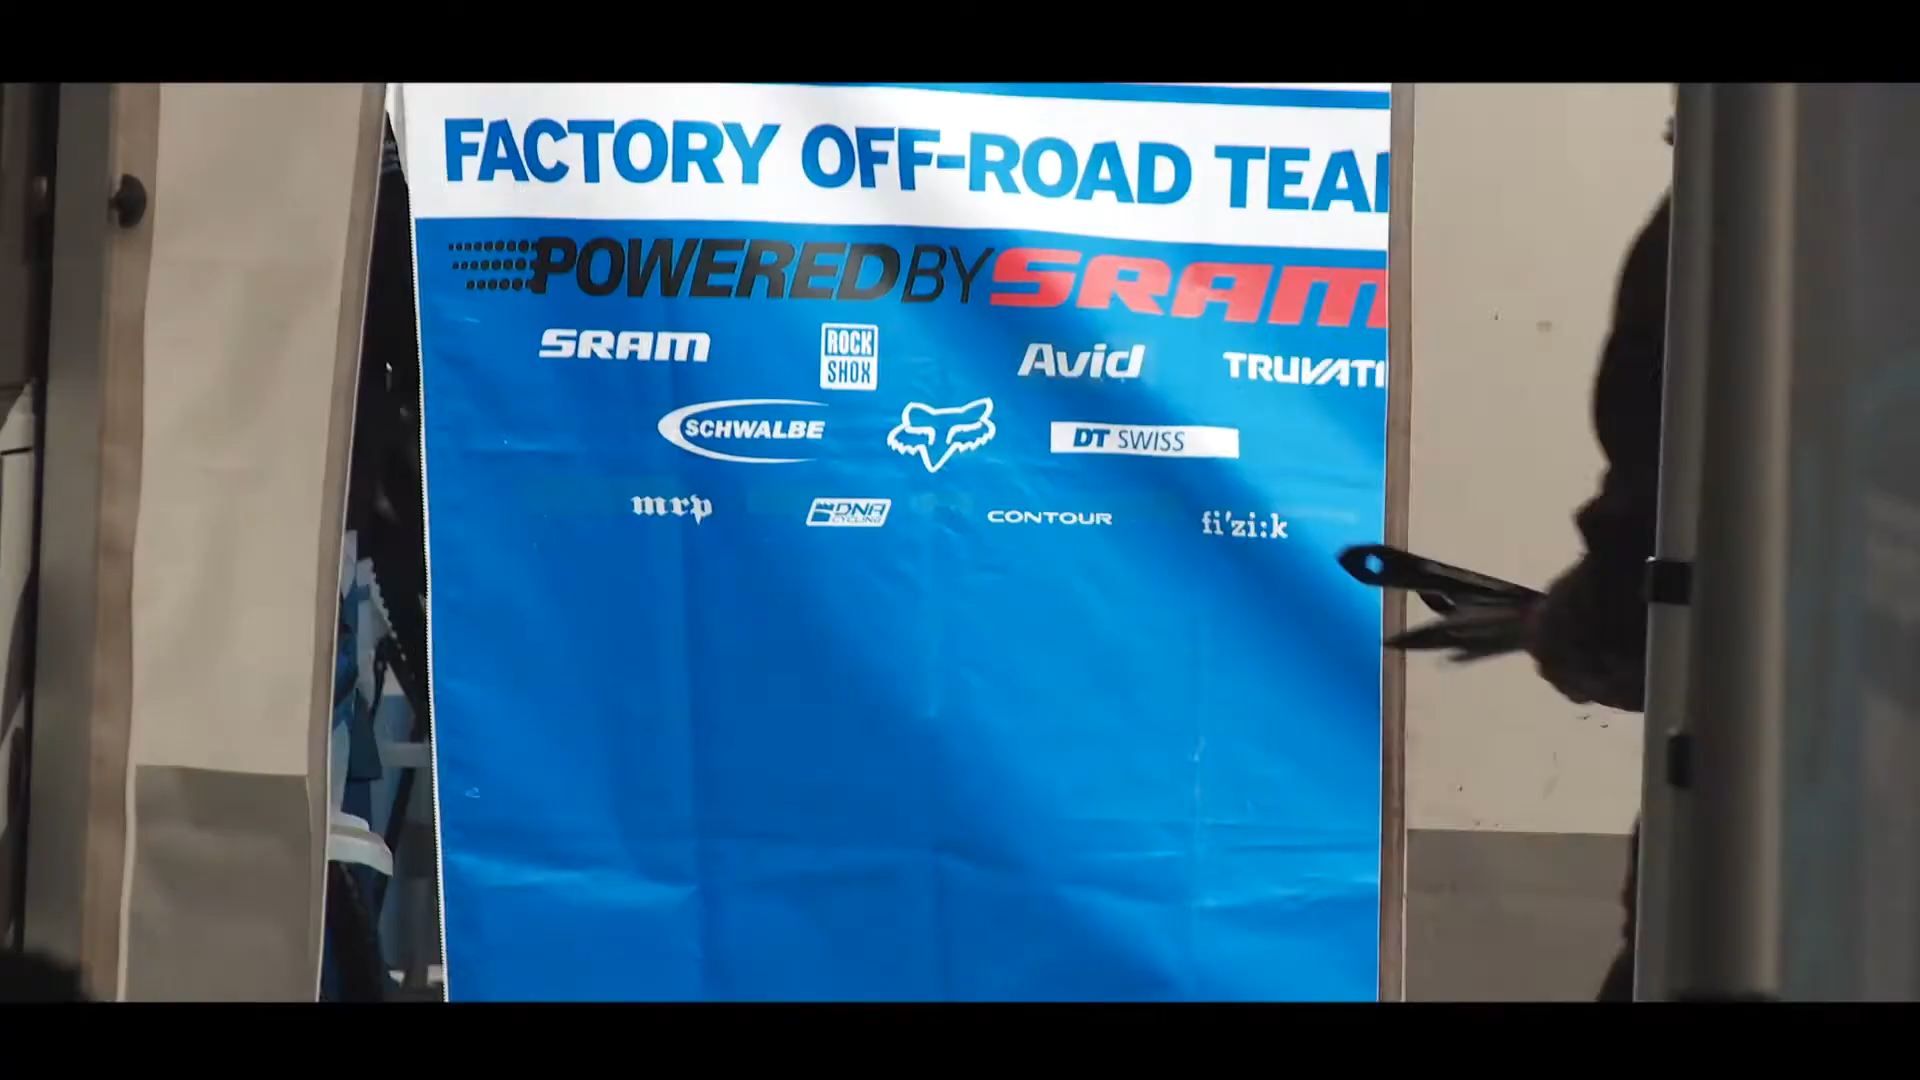 FACTORY OFF-ROAD TEA
POWERED BY SRAM
SRAM ROCK SHOX Avid TRUVATI
SCHWALBE DT SWISS
mrp DNA CYCLING CONTOUR fi'zi:k